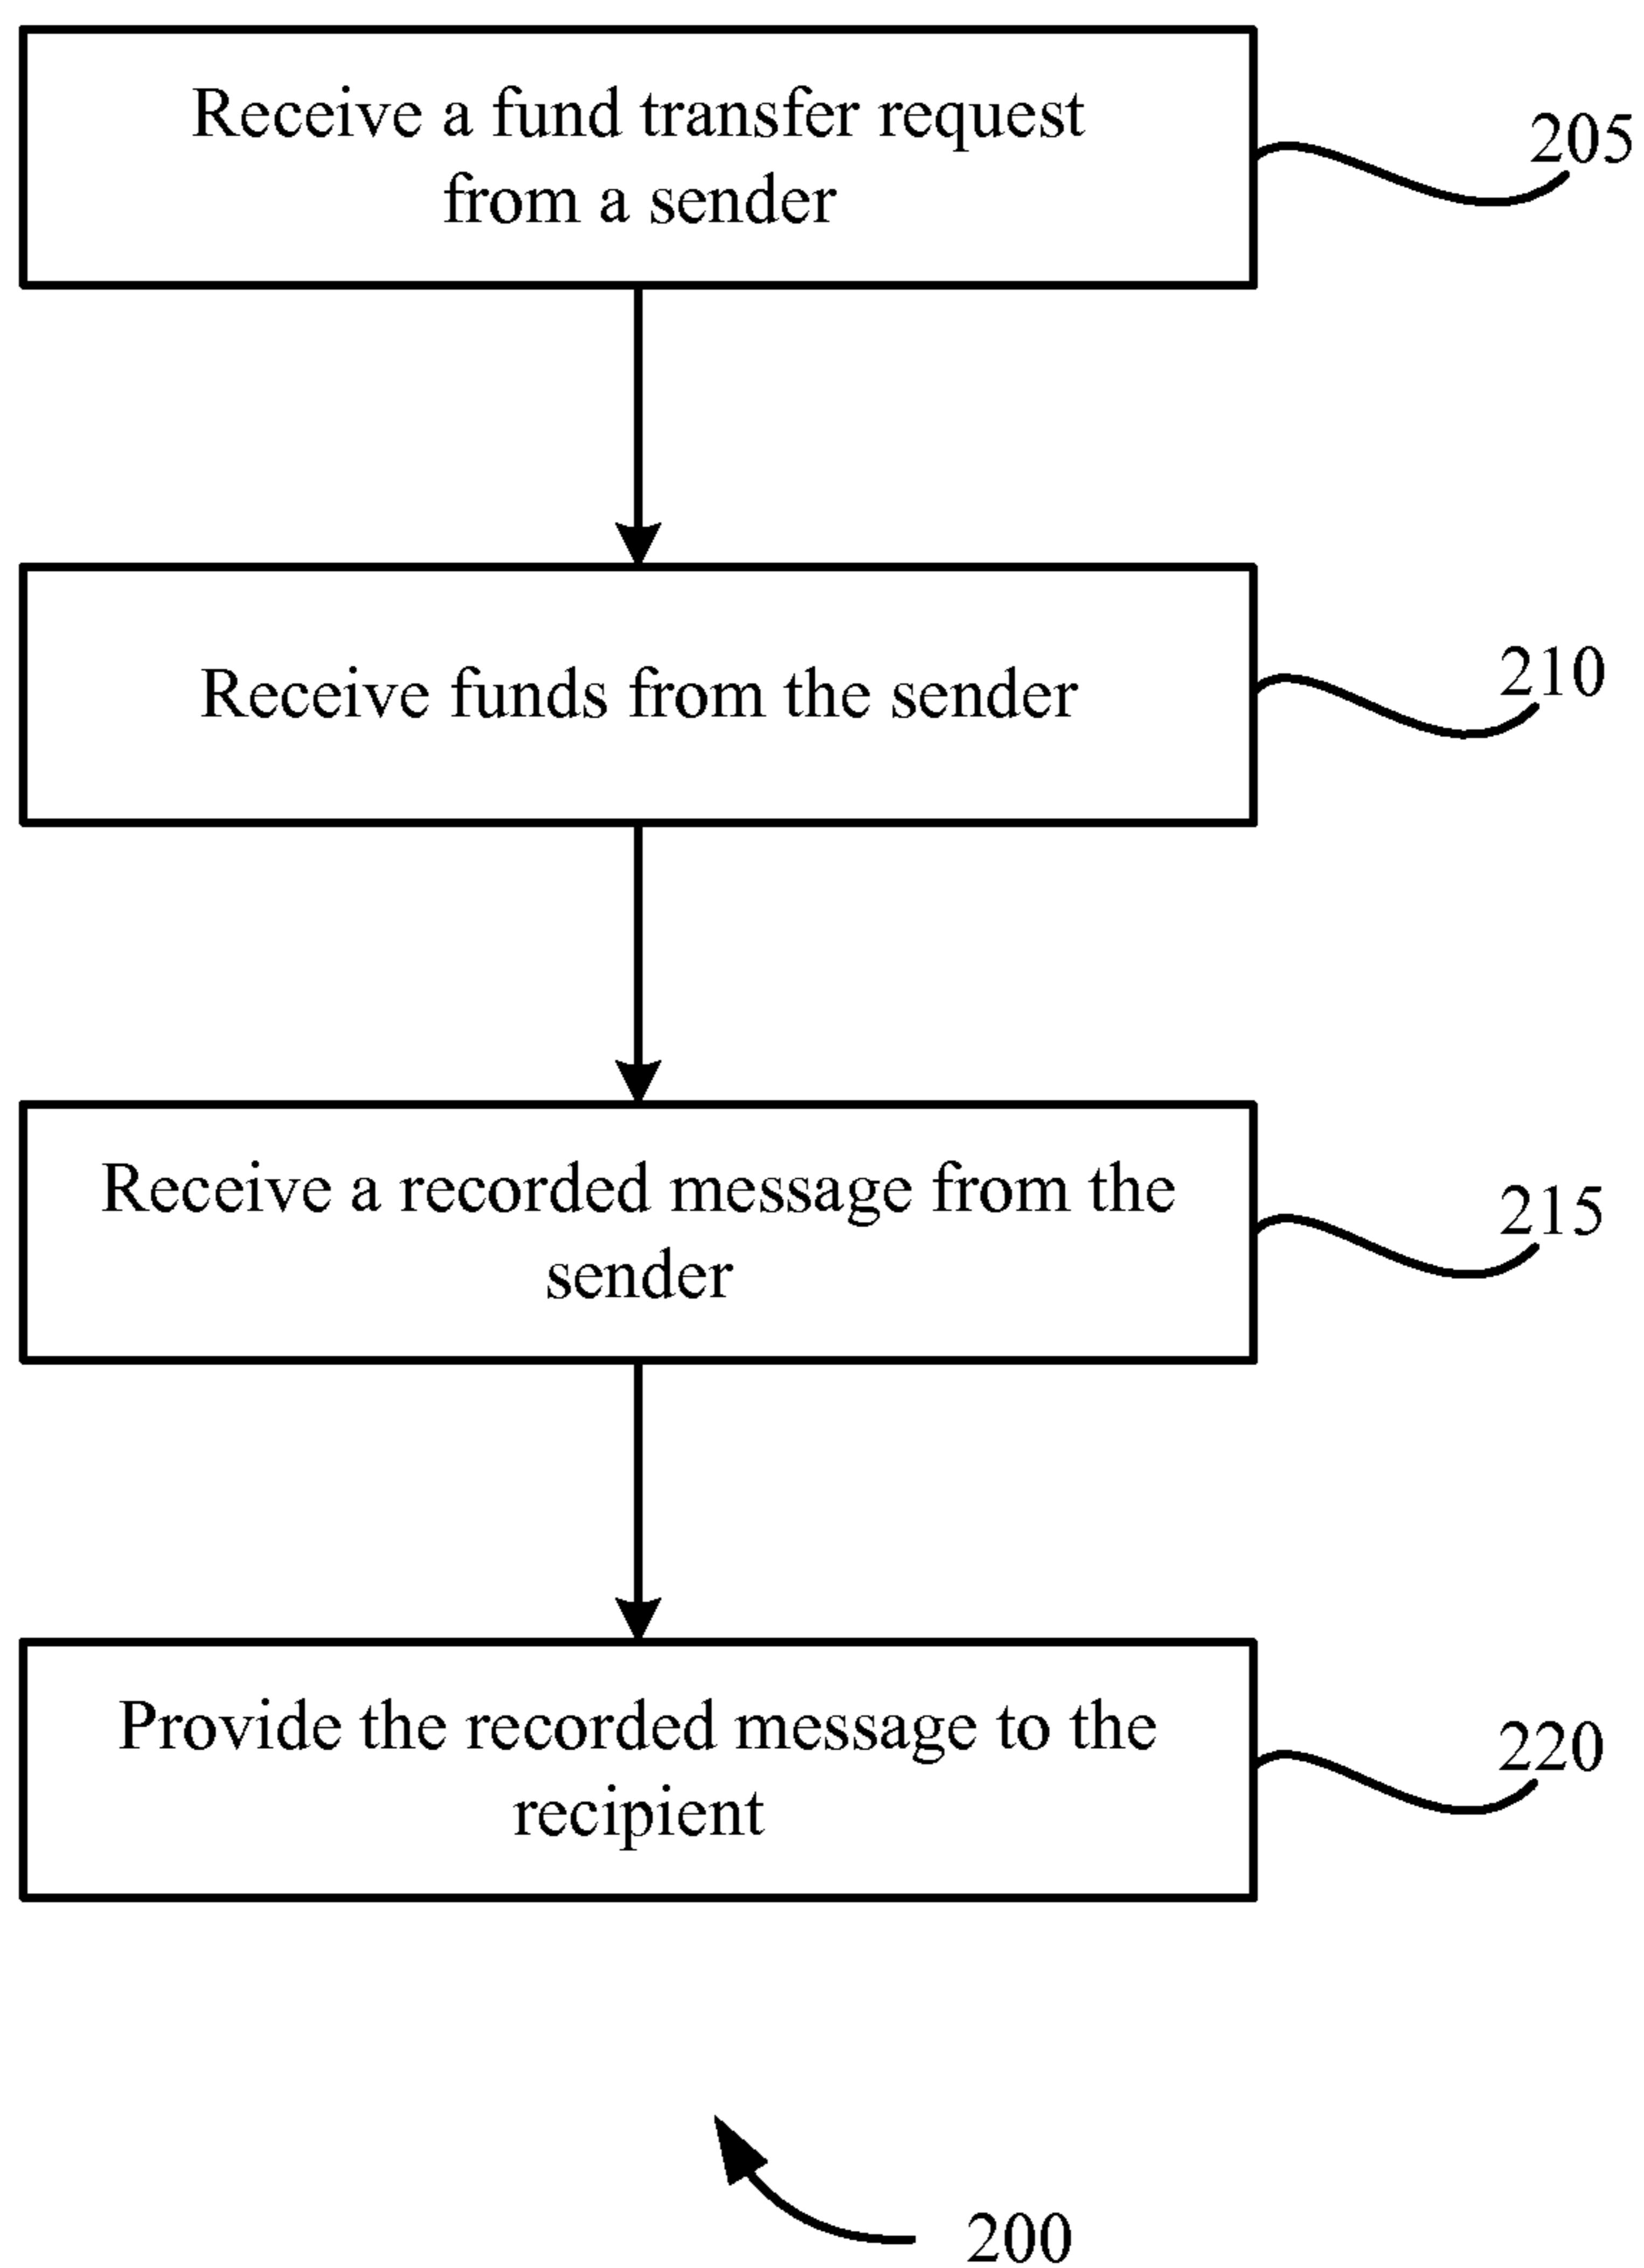 Receive a fund transfer request
from a sender
205
Receive funds from the sender
210
Receive a recorded message from the
sender
215
Provide the recorded message to the
recipient
220
200